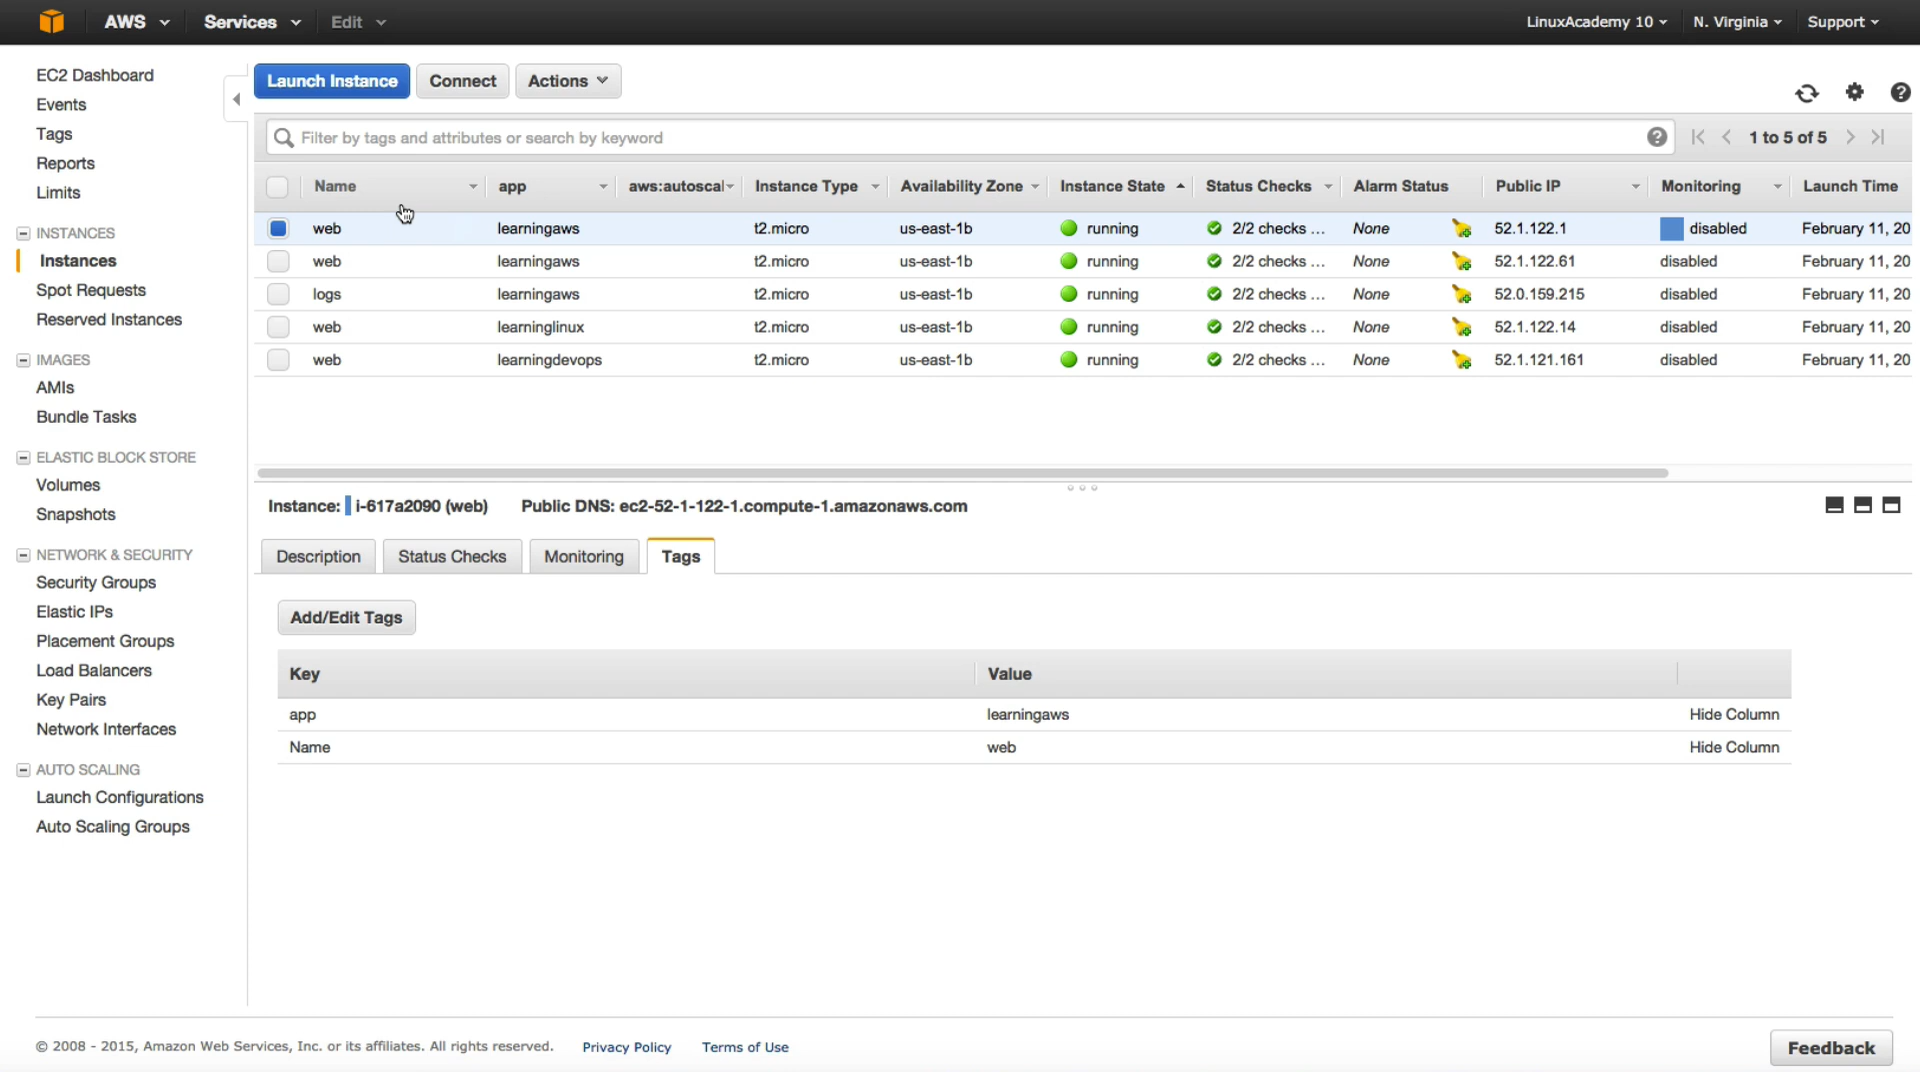 AWS Services Edit LinuxAcademy 10 N. Virginia Support
EC2 Dashboard
Events
Tags
Reports
Limits
INSTANCES
Instances
Spot Requests
Reserved Instances
IMAGES
AMIs
Bundle Tasks
ELASTIC BLOCK STORE
Volumes
Snapshots
NETWORK & SECURITY
Security Groups
Elastic IPs
Placement Groups
Load Balancers
Key Pairs
Network Interfaces
AUTO SCALING
Launch Configurations
Auto Scaling Groups
Launch Instance Connect Actions
Filter by tags and attributes or search by keyword 1 to 5 of 5
Name app aws:autoscal Instance Type Availability Zone Instance State Status Checks Alarm Status Public IP Monitoring Launch Time
web learningaws t2.micro us-east-1b running 2/2 checks ... None 52.1.122.1 disabled February 11, 20
web learningaws t2.micro us-east-1b running 2/2 checks ... None 52.1.122.61 disabled February 11, 20
logs learningaws t2.micro us-east-1b running 2/2 checks ... None 52.0.159.215 disabled February 11, 20
web learninglinux t2.micro us-east-1b running 2/2 checks ... None 52.1.122.14 disabled February 11, 20
web learningdevops t2.micro us-east-1b running 2/2 checks ... None 52.1.121.161 disabled February 11, 20
Instance: i-617a2090 (web) Public DNS: ec2-52-1-122-1.compute-1.amazonaws.com
Description Status Checks Monitoring Tags
Add/Edit Tags
Key Value
app learningaws Hide Column
Name web Hide Column
© 2008 - 2015, Amazon Web Services, Inc. or its affiliates. All rights reserved. Privacy Policy Terms of Use Feedback